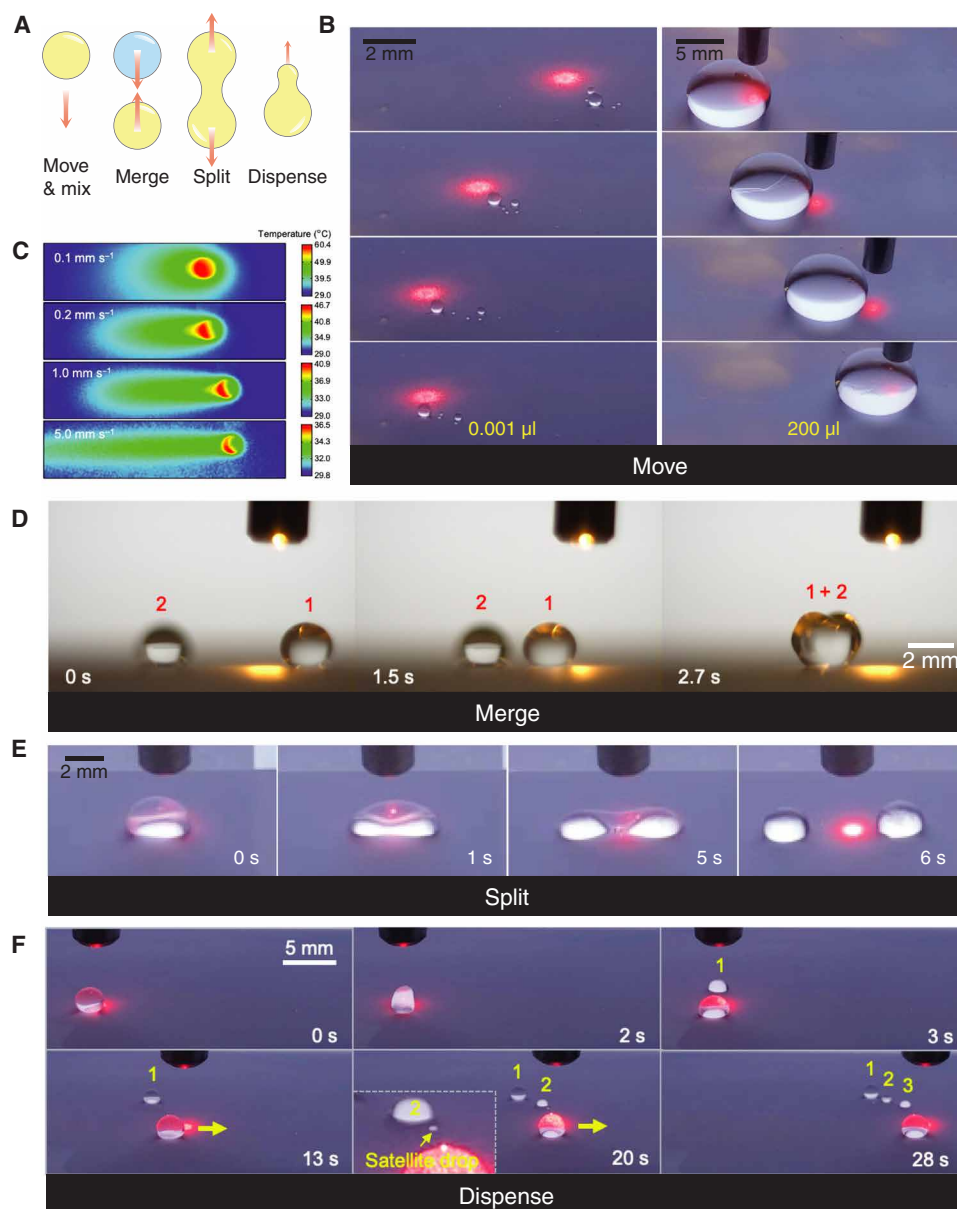 A
Move
& mix
Merge
Split
Dispense
B
2 mm
5 mm
0.001 µl
200 µl
Move
C
Temperature (°C)
0.1 mm s⁻¹
60.4
49.9
39.5
29.0
0.2 mm s⁻¹
46.7
40.8
34.9
29.0
1.0 mm s⁻¹
40.9
36.9
33.0
29.0
5.0 mm s⁻¹
36.5
34.3
32.0
29.8
D
2
1
0 s
2
1
1.5 s
1 + 2
2.7 s
2 mm
Merge
E
2 mm
0 s
1 s
5 s
6 s
Split
F
5 mm
0 s
2 s
1
3 s
1
13 s
2
Satellite drop
1
2
20 s
1
2
3
28 s
Dispense